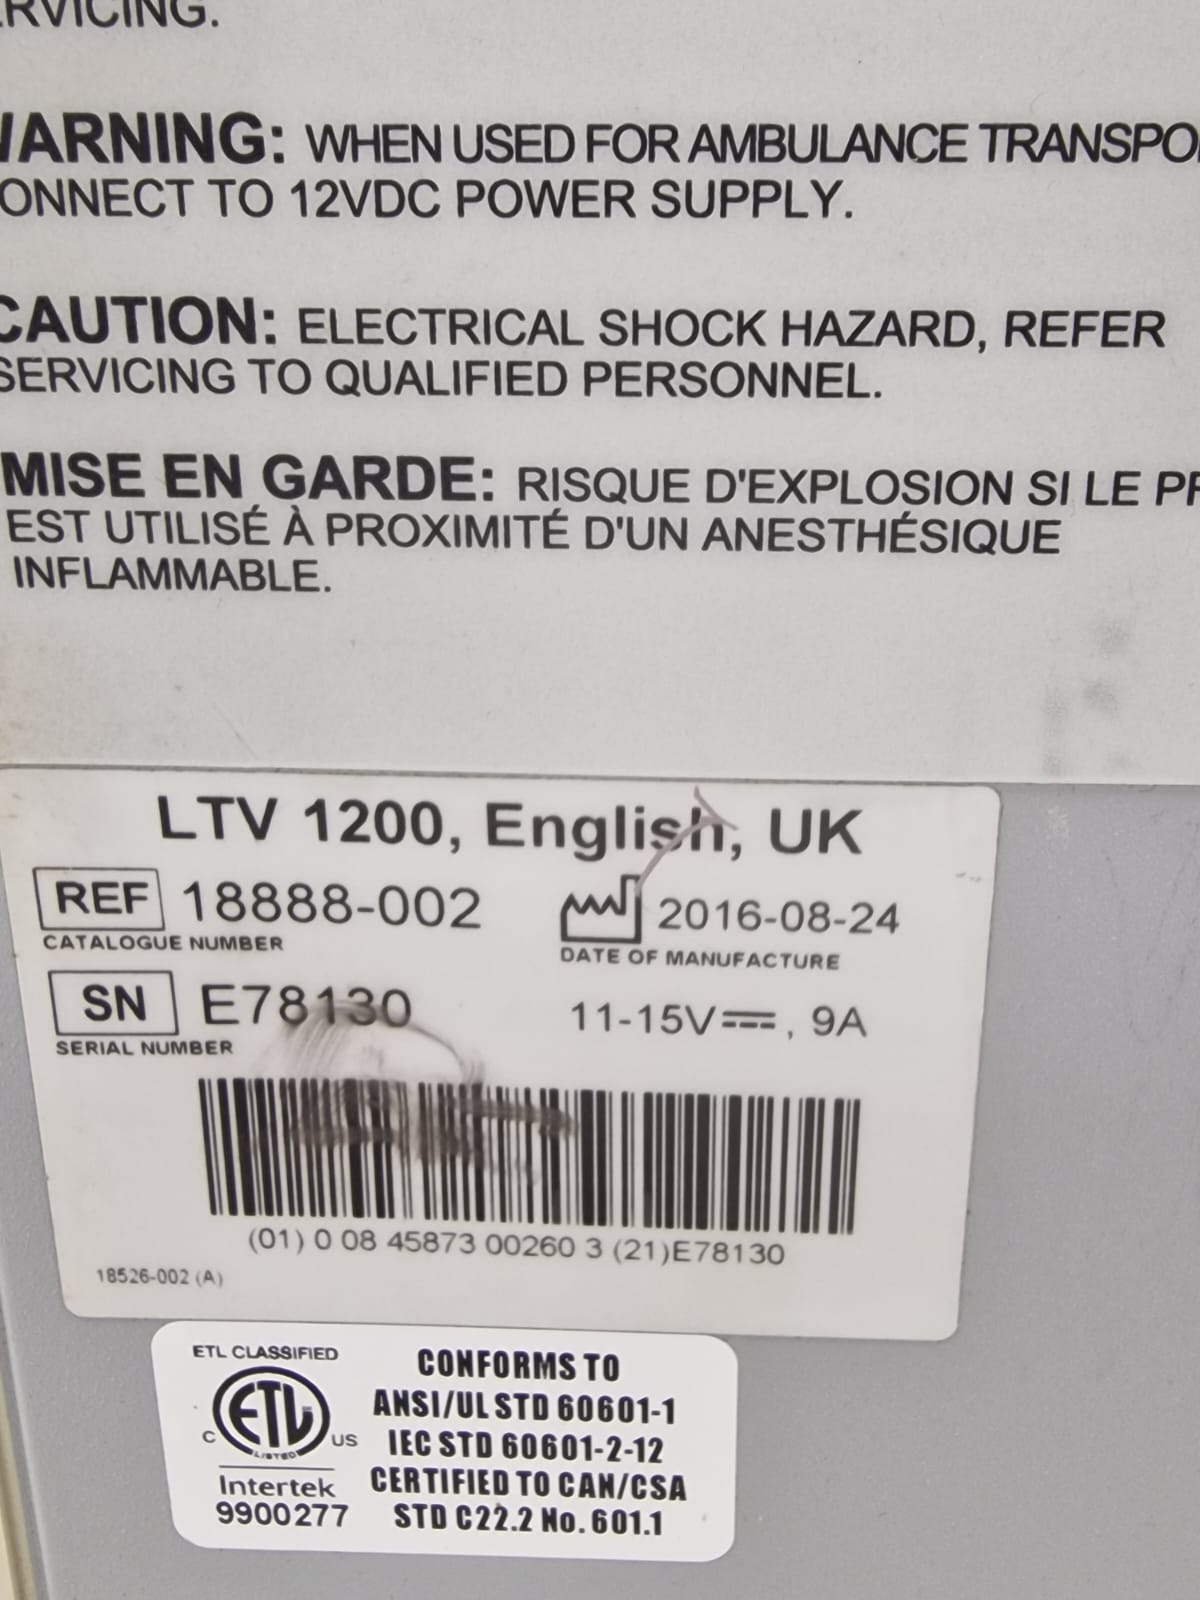 RVICING.
WARNING: WHEN USED FOR AMBULANCE TRANSPO
ONNECT TO 12VDC POWER SUPPLY.
CAUTION: ELECTRICAL SHOCK HAZARD, REFER
SERVICING TO QUALIFIED PERSONNEL.
MISE EN GARDE: RISQUE D'EXPLOSION SI LE PR
EST UTILISÉ À PROXIMITÉ D'UN ANESTHÉSIQUE
INFLAMMABLE.
LTV 1200, English, UK
REF 18888-002 2016-08-24
CATALOGUE NUMBER DATE OF MANUFACTURE
SN E78130 11-15V⎓, 9A
SERIAL NUMBER
(01) 0 08 45873 00260 3 (21)E78130
18526-002 (A)
ETL CLASSIFIED
ETL
LISTED
C US
Intertek
9900277
CONFORMS TO
ANSI/UL STD 60601-1
IEC STD 60601-2-12
CERTIFIED TO CAN/CSA
STD C22.2 No. 601.1